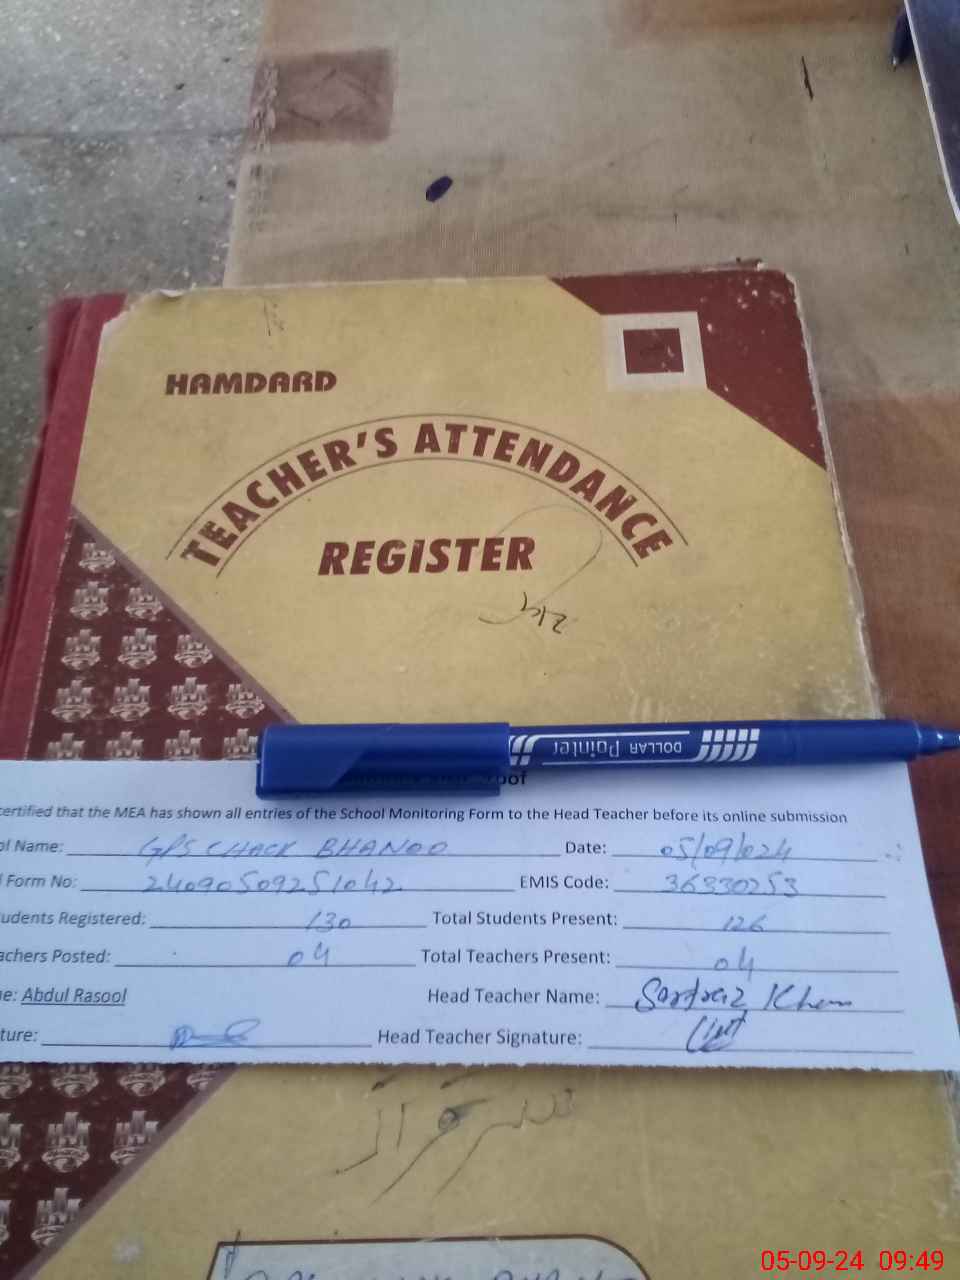 HAMDARD
TEACHER'S ATTENDANCE
REGISTER
DOLLAR Pointer
certified that the MEA has shown all entries of the School Monitoring Form to the Head Teacher before its online submission
ol Name: GPS CHACK BHANOO Date: 05/09/024
Form No: 24090509251042 EMIS Code: 36330253
udents Registered: 130 Total Students Present: 126
achers Posted: 04 Total Teachers Present: 04
e: Abdul Rasool Head Teacher Name: Sarfraz Khan
ture: Head Teacher Signature:
سرفراز
05-09-24 09:49